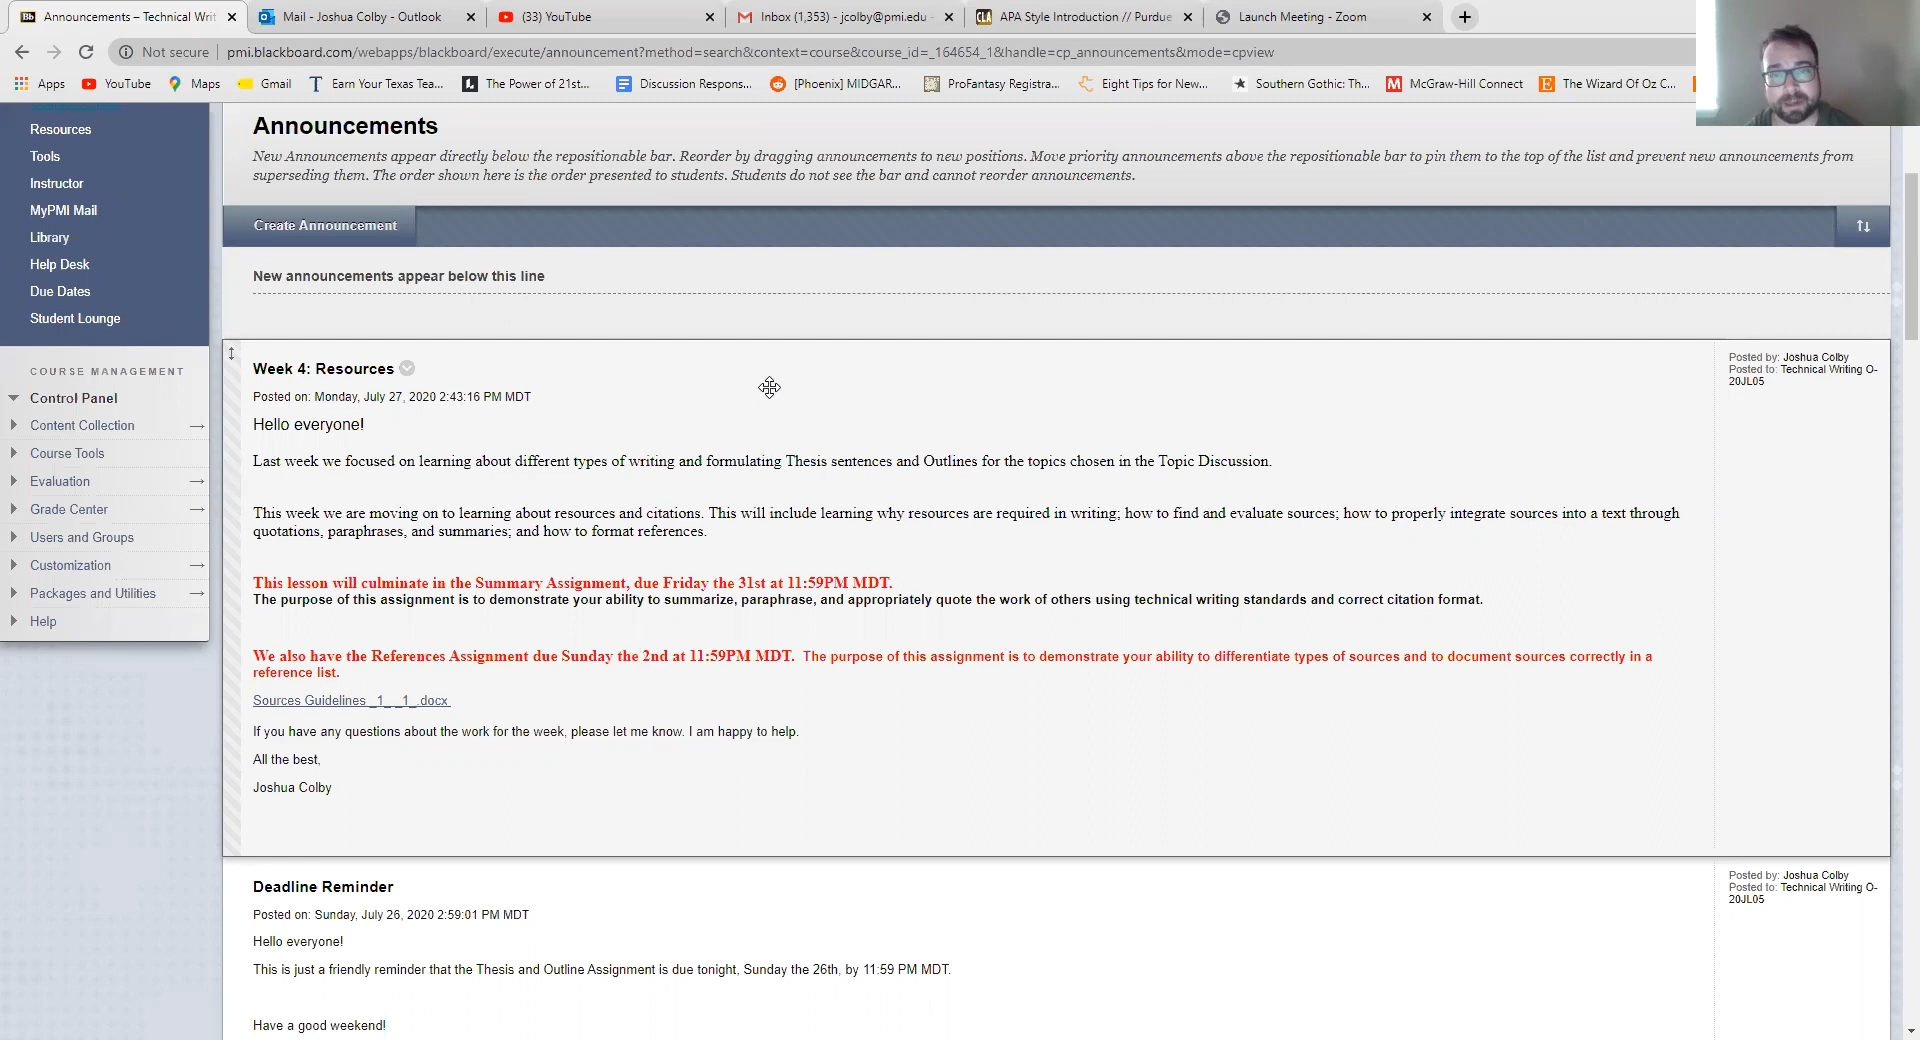 Announcements – Technical Writ
Mail - Joshua Colby - Outlook
(33) YouTube
Inbox (1,353) - jcolby@pmi.edu -
APA Style Introduction // Purdue
Launch Meeting - Zoom
Not secure
pmi.blackboard.com/webapps/blackboard/execute/announcement?method=search&context=course&course_id=_164654_1&handle=cp_announcements&mode=cpview
Apps
YouTube
Maps
Gmail
Earn Your Texas Tea...
The Power of 21st...
Discussion Respons...
[Phoenix] MIDGAR...
ProFantasy Registra...
Eight Tips for New...
Southern Gothic: Th...
McGraw-Hill Connect
The Wizard Of Oz C...
Resources
Tools
Instructor
MyPMI Mail
Library
Help Desk
Due Dates
Student Lounge
COURSE MANAGEMENT
Control Panel
Content Collection
Course Tools
Evaluation
Grade Center
Users and Groups
Customization
Packages and Utilities
Help
Announcements
New Announcements appear directly below the repositionable bar. Reorder by dragging announcements to new positions. Move priority announcements above the repositionable bar to pin them to the top of the list and prevent new announcements from
superseding them. The order shown here is the order presented to students. Students do not see the bar and cannot reorder announcements.
Create Announcement
New announcements appear below this line
Week 4: Resources
Posted on: Monday, July 27, 2020 2:43:16 PM MDT
Hello everyone!
Last week we focused on learning about different types of writing and formulating Thesis sentences and Outlines for the topics chosen in the Topic Discussion.
This week we are moving on to learning about resources and citations. This will include learning why resources are required in writing; how to find and evaluate sources; how to properly integrate sources into a text through
quotations, paraphrases, and summaries; and how to format references.
This lesson will culminate in the Summary Assignment, due Friday the 31st at 11:59PM MDT.
The purpose of this assignment is to demonstrate your ability to summarize, paraphrase, and appropriately quote the work of others using technical writing standards and correct citation format.
We also have the References Assignment due Sunday the 2nd at 11:59PM MDT. The purpose of this assignment is to demonstrate your ability to differentiate types of sources and to document sources correctly in a
reference list.
Sources Guidelines _1_ _1_.docx
If you have any questions about the work for the week, please let me know. I am happy to help.
All the best,
Joshua Colby
Posted by: Joshua Colby
Posted to: Technical Writing O-
20JL05
Deadline Reminder
Posted on: Sunday, July 26, 2020 2:59:01 PM MDT
Hello everyone!
This is just a friendly reminder that the Thesis and Outline Assignment is due tonight, Sunday the 26th, by 11:59 PM MDT.
Have a good weekend!
Posted by: Joshua Colby
Posted to: Technical Writing O-
20JL05